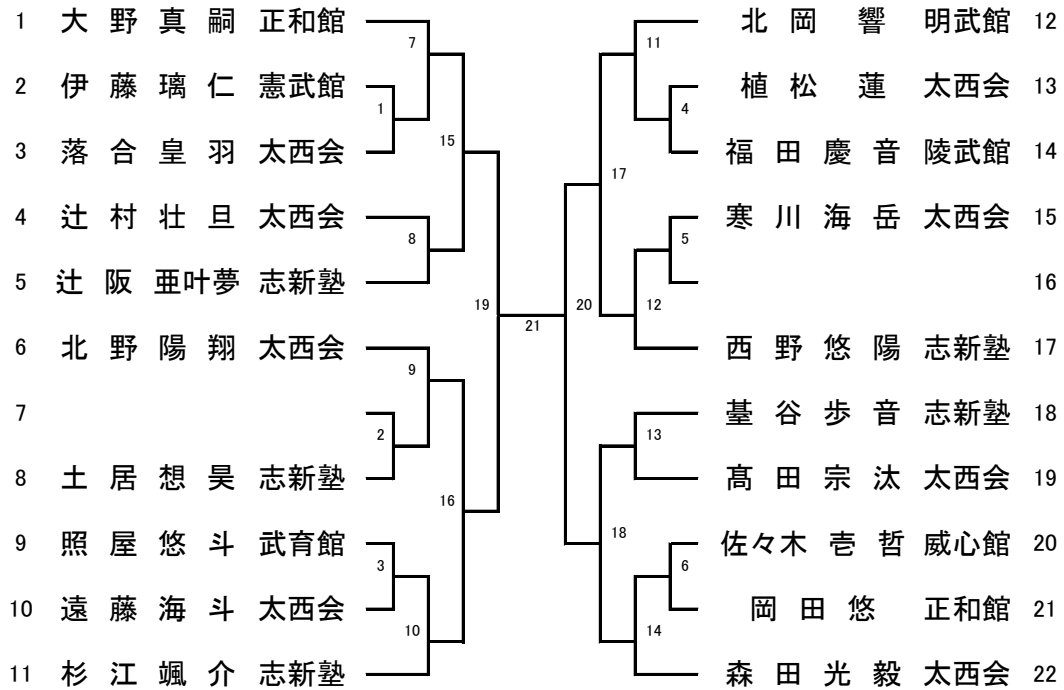 1 大野真嗣 正和館
7
2 伊藤璃仁 憲武館
1
3 落合皇羽 太西会
15
4 辻村壮旦 太西会
8
5 辻阪亜叶夢 志新塾
19
6 北野陽翔 太西会
9
7
2
8 土居想昊 志新塾
16
9 照屋悠斗 武育館
3
10 遠藤海斗 太西会
10
11 杉江颯介 志新塾
21
北岡響 明武館 12
11
植松蓮 太西会 13
4
福田慶音 陵武館 14
17
寒川海岳 太西会 15
5
16
12
20
西野悠陽 志新塾 17
基谷歩音 志新塾 18
13
髙田宗汰 太西会 19
18
佐々木壱哲 威心館 20
6
岡田悠 正和館 21
14
森田光毅 太西会 22